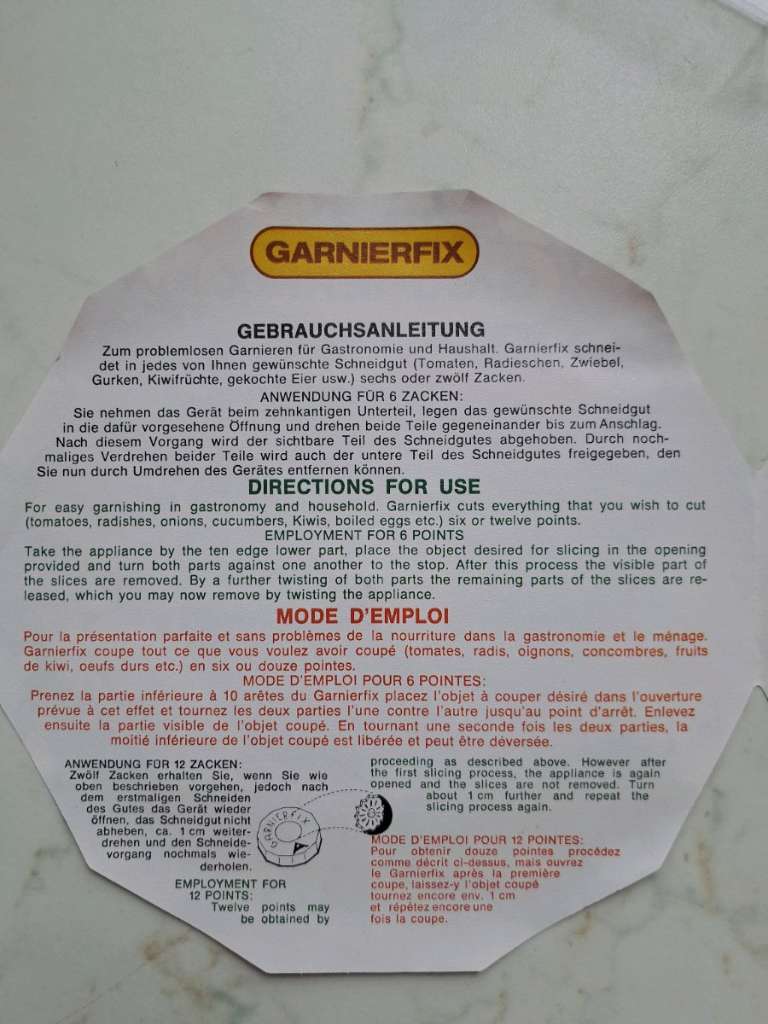 GARNIERFIX
GEBRAUCHSANLEITUNG
Zum problemlosen Garnieren für Gastronomie und Haushalt. Garnierfix schnei-
det in jedes von Ihnen gewünschte Schneidgut (Tomaten, Radieschen, Zwiebel,
Gurken, Kiwifrüchte, gekochte Eier usw.) sechs oder zwölf Zacken.
ANWENDUNG FÜR 6 ZACKEN:
Sie nehmen das Gerät beim zehnkantigen Unterteil, legen das gewünschte Schneidgut
in die dafür vorgesehene Öffnung und drehen beide Teile gegeneinander bis zum Anschlag.
Nach diesem Vorgang wird der sichtbare Teil des Schneidgutes abgehoben. Durch noch-
maliges Verdrehen beider Teile wird auch der untere Teil des Schneidgutes freigegeben, den
Sie nun durch Umdrehen des Gerätes entfernen können.
DIRECTIONS FOR USE
For easy garnishing in gastronomy and household. Garnierfix cuts everything that you wish to cut
(tomatoes, radishes, onions, cucumbers, Kiwis, boiled eggs etc.) six or twelve points.
EMPLOYMENT FOR 6 POINTS
Take the appliance by the ten edge lower part, place the object desired for slicing in the opening
provided and turn both parts against one another to the stop. After this process the visible part of
the slices are removed. By a further twisting of both parts the remaining parts of the slices are re-
leased, which you may now remove by twisting the appliance.
MODE D'EMPLOI
Pour la présentation parfaite et sans problèmes de la nourriture dans la gastronomie et le ménage.
Garnierfix coupe tout ce que vous voulez avoir coupé (tomates, radis, oignons, concombres, fruits
de kiwi, oeufs durs etc.) en six ou douze pointes.
MODE D'EMPLOI POUR 6 POINTES:
Prenez la partie inférieure à 10 arêtes du Garnierfix placez l'objet à couper désiré dans l'ouverture
prévue à cet effet et tournez les deux parties l'une contre l'autre jusqu'au point d'arrêt. Enlevez
ensuite la partie visible de l'objet coupé. En tournant une seconde fois les deux parties, la
moitié inférieure de l'objet coupé est libérée et peut être déversée.
ANWENDUNG FÜR 12 ZACKEN:
Zwölf Zacken erhalten Sie, wenn Sie wie
oben beschrieben vorgehen, jedoch nach
dem erstmaligen Schneiden
des Gutes das Gerät wieder
öffnen, das Schneidgut nicht
abheben, ca. 1 cm weiter-
drehen und den Schneide-
vorgang nochmals wie-
derholen.
GARNIERFIX
EMPLOYMENT FOR
12 POINTS:
Twelve points may
be obtained by
proceeding as described above. However after
the first slicing process, the appliance is again
opened and the slices are not removed. Turn
about 1 cm further and repeat the
slicing process again.
MODE D'EMPLOI POUR 12 POINTES:
Pour obtenir douze pointes procédez
comme décrit ci-dessus, mais ouvrez
le Garnierfix après la première
coupe, laissez-y l'objet coupé
tournez encore env. 1 cm
et répétez encore une
fois la coupe.